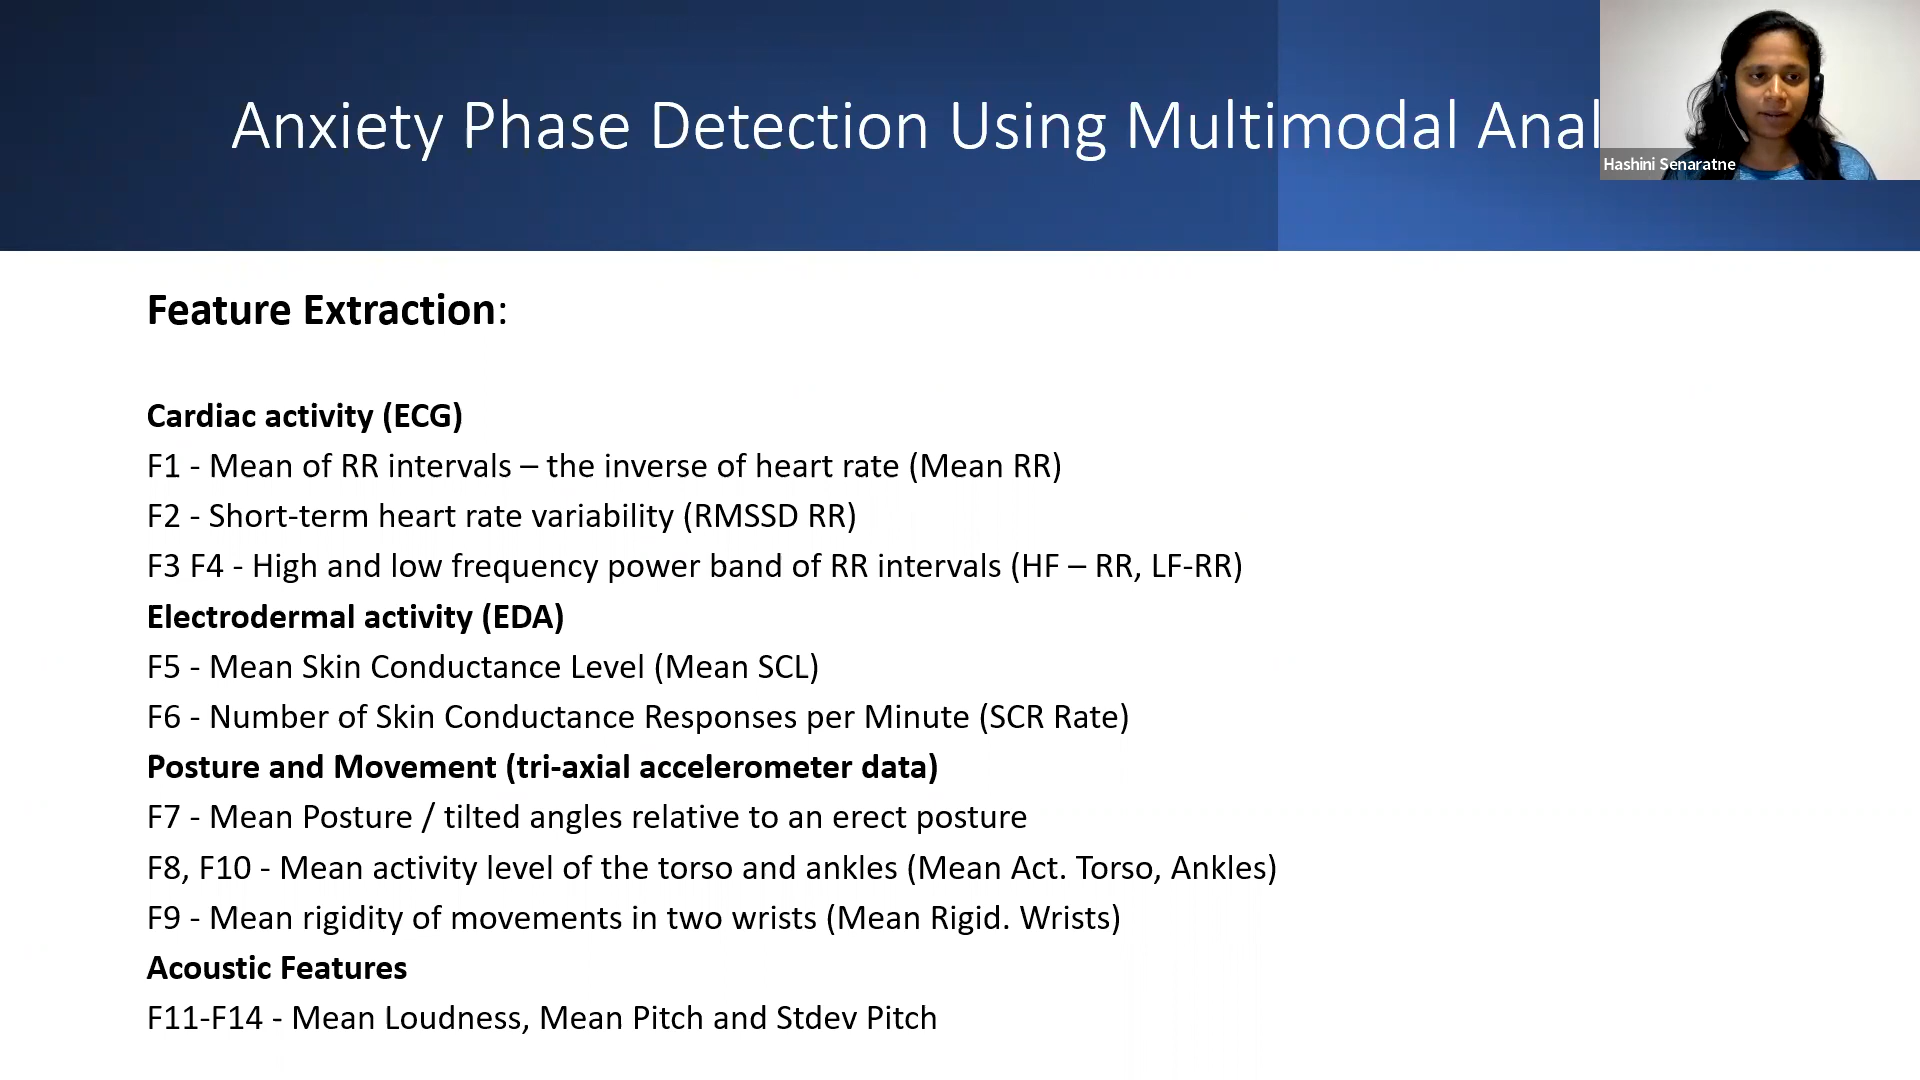 Anxiety Phase Detection Using Multimodal Anal
Hashini Senaratne
Feature Extraction:
Cardiac activity (ECG)
F1 - Mean of RR intervals – the inverse of heart rate (Mean RR)
F2 - Short-term heart rate variability (RMSSD RR)
F3 F4 - High and low frequency power band of RR intervals (HF – RR, LF-RR)
Electrodermal activity (EDA)
F5 - Mean Skin Conductance Level (Mean SCL)
F6 - Number of Skin Conductance Responses per Minute (SCR Rate)
Posture and Movement (tri-axial accelerometer data)
F7 - Mean Posture / tilted angles relative to an erect posture
F8, F10 - Mean activity level of the torso and ankles (Mean Act. Torso, Ankles)
F9 - Mean rigidity of movements in two wrists (Mean Rigid. Wrists)
Acoustic Features
F11-F14 - Mean Loudness, Mean Pitch and Stdev Pitch